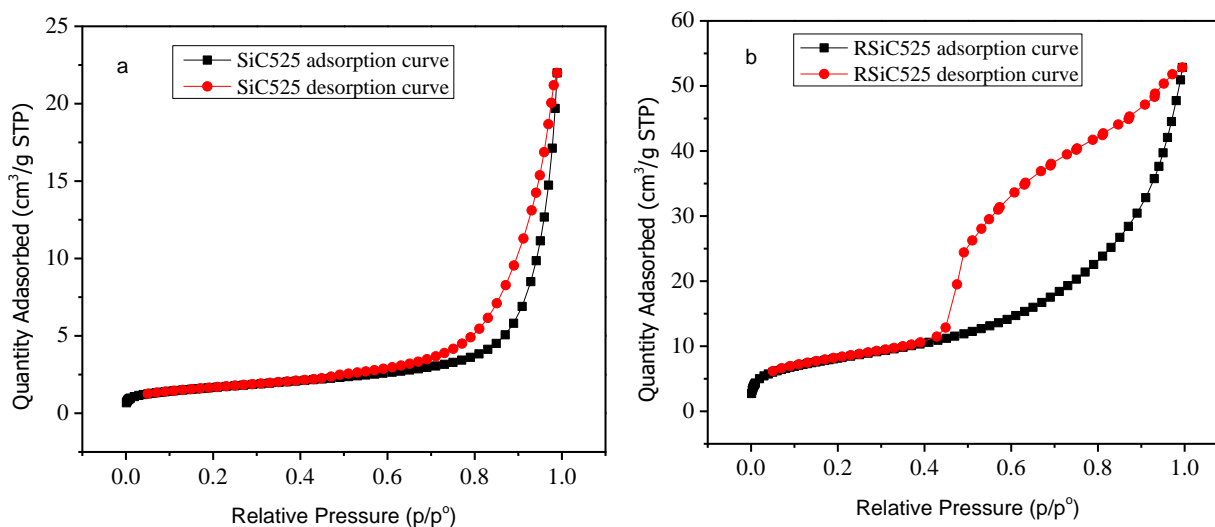 a
SiC525 adsorption curve
SiC525 desorption curve
25
20
15
10
5
0
Quantity Adasorbed (cm³/g STP)
0.0 0.2 0.4 0.6 0.8 1.0
Relative Pressure (p/pᵒ)
b
RSiC525 adsorption curve
RSiC525 desorption curve
60
50
40
30
20
10
0
Quantity Adasorbed (cm³/g STP)
0.0 0.2 0.4 0.6 0.8 1.0
Relative Pressure (p/pᵒ)